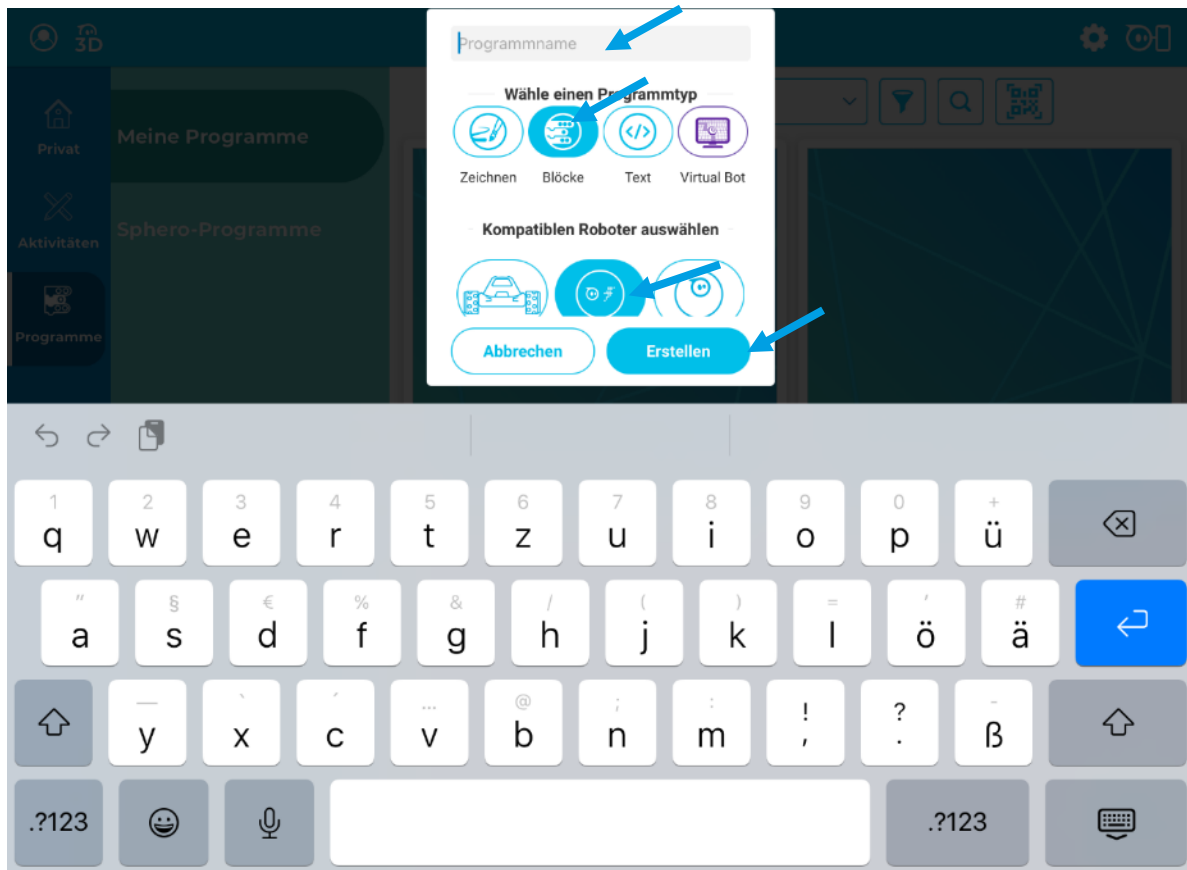 3D
Programmname
Wähle einen Programmtyp
Zeichnen Blöcke Text Virtual Bot
Kompatiblen Roboter auswählen
Abbrechen Erstellen
Privat
Aktivitäten
Programme
Meine Programme
Sphero-Programme
1 2 3 4 5 6 7 8 9 0 +
q w e r t z u i o p ü
" § € % & / ( ) = ' #
a s d f g h j k l ö ä
— ` ´ ... @ ; : ! ? -
y x c v b n m , . ß
.?123 .?123